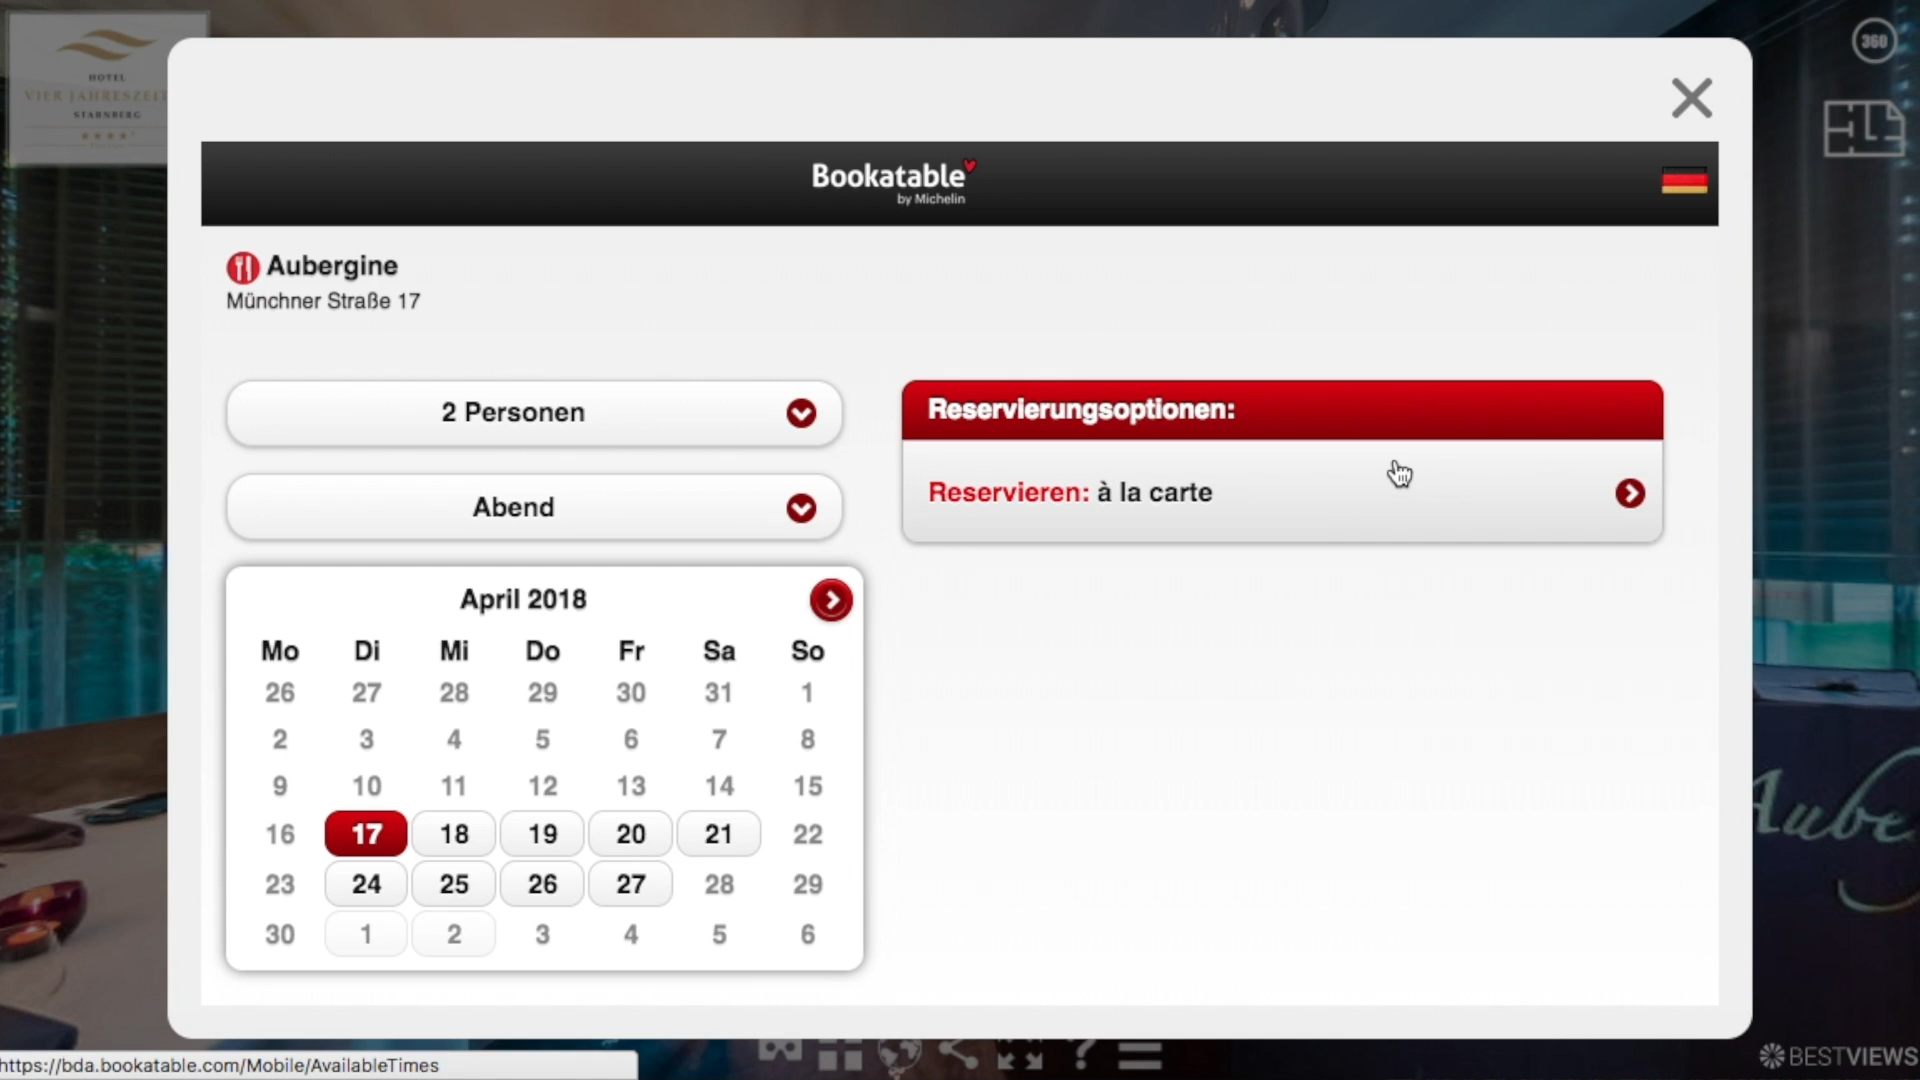 HOTEL
VIER JAHRESZEIT
STARNBERG
360
Bookatable
by Michelin
Aubergine
Münchner Straße 17
2 Personen
Abend
Reservierungsoptionen:
Reservieren: à la carte
April 2018
Mo Di Mi Do Fr Sa So
26 27 28 29 30 31 1
2 3 4 5 6 7 8
9 10 11 12 13 14 15
16 17 18 19 20 21 22
23 24 25 26 27 28 29
30 1 2 3 4 5 6
Aube
?
https://bda.bookatable.com/Mobile/AvailableTimes
BESTVIEWS